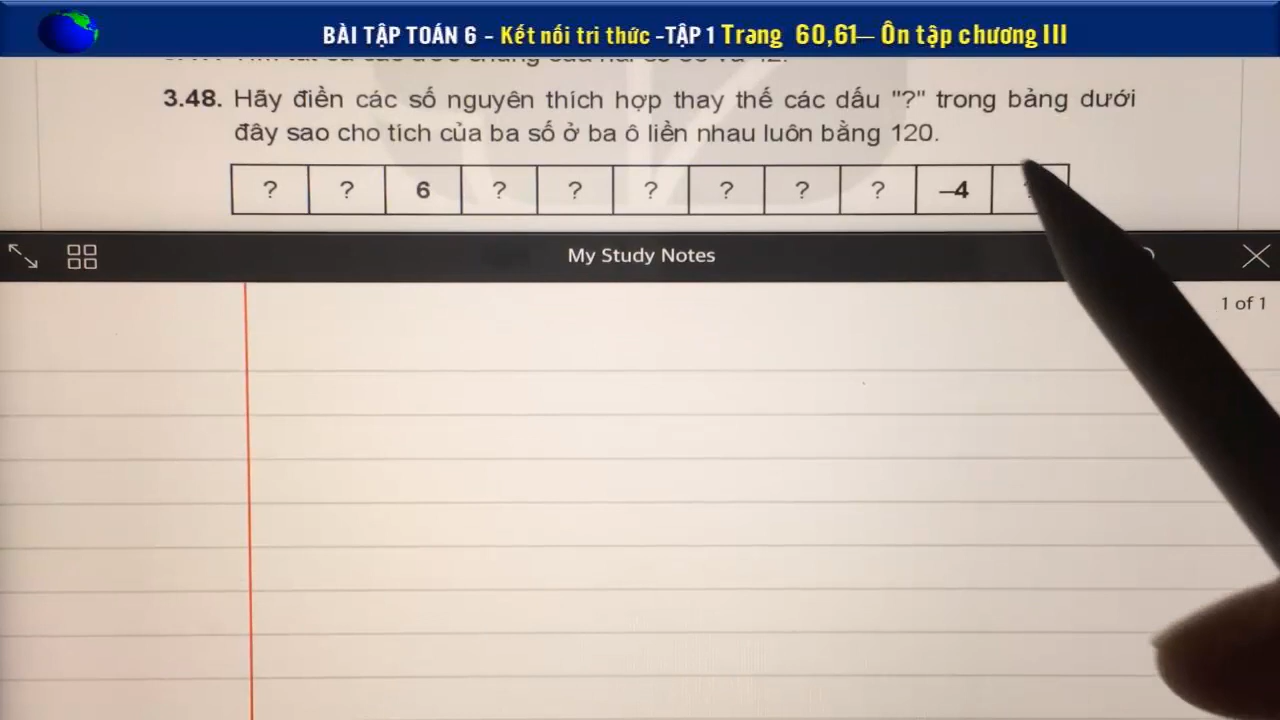 BÀI TẬP TOÁN 6 - Kết nối tri thức -TẬP 1 Trang 60,61– Ôn tập chương III
3.48. Hãy điền các số nguyên thích hợp thay thế các dấu "?" trong bảng dưới
đây sao cho tích của ba số ở ba ô liền nhau luôn bằng 120.
? ? 6 ? ? ? ? ? ? –4
My Study Notes
1 of 1